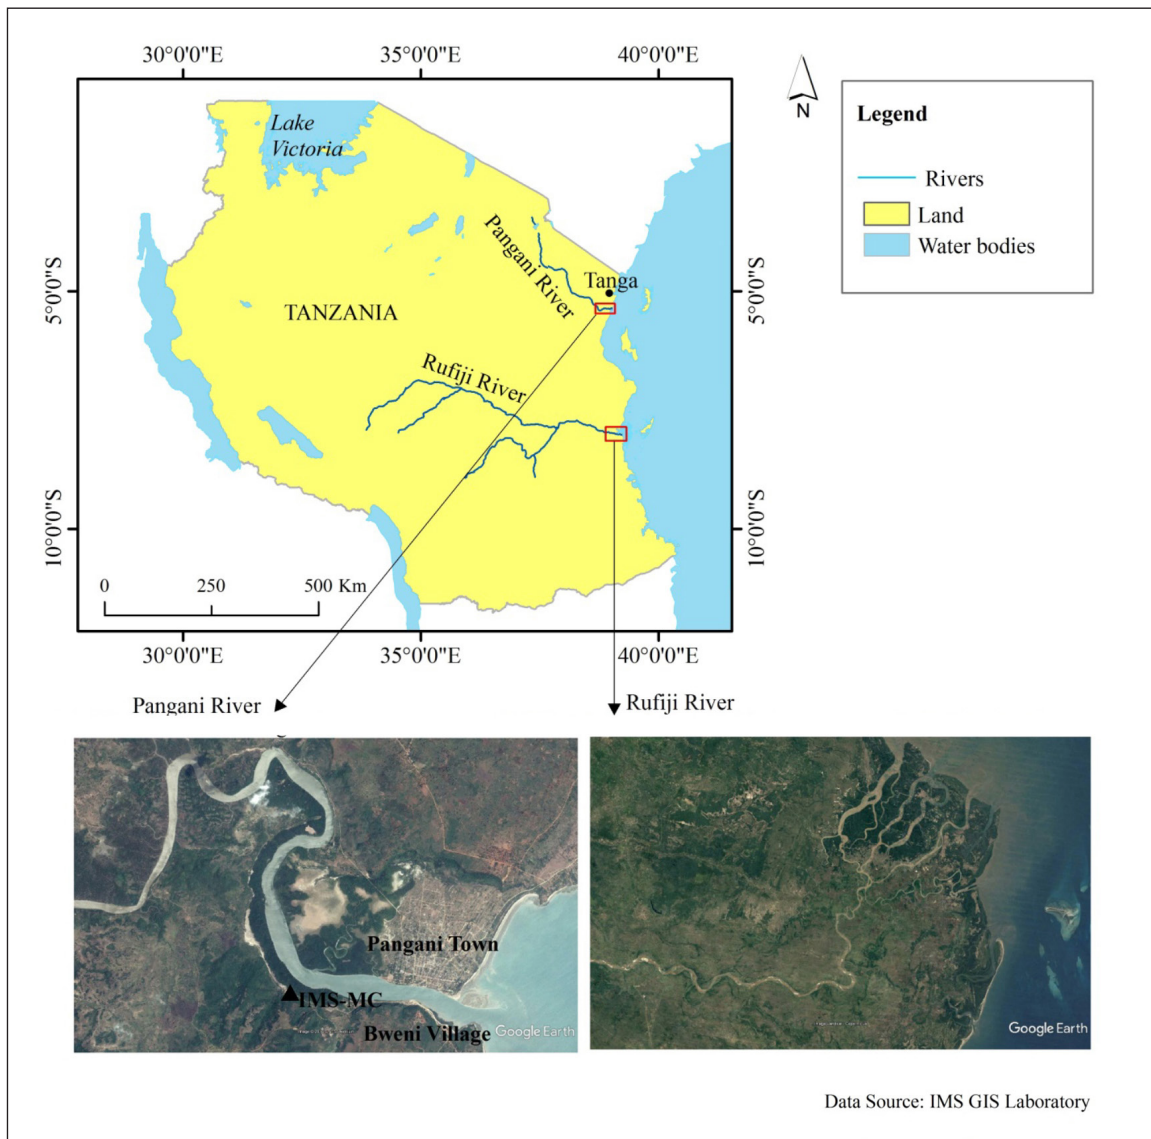 30°0'0"E 35°0'0"E 40°0'0"E
N
Legend
Rivers
Land
Water bodies
Lake
Victoria
Pangani River
Tanga
5°0'0"S 5°0'0"S
TANZANIA
Rufiji River
10°0'0"S 10°0'0"S
0 250 500 Km
30°0'0"E 35°0'0"E 40°0'0"E
Pangani River
Rufiji River
Pangani Town
IMS-MC
Bweni Village
Google Earth
Google Earth
Data Source: IMS GIS Laboratory